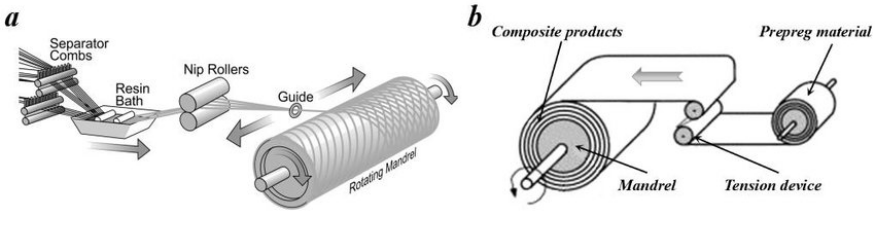 a
Separator
Combs
Resin
Bath
Nip Rollers
Guide
Rotating Mandrel
b
Composite products
Prepreg material
Mandrel
Tension device